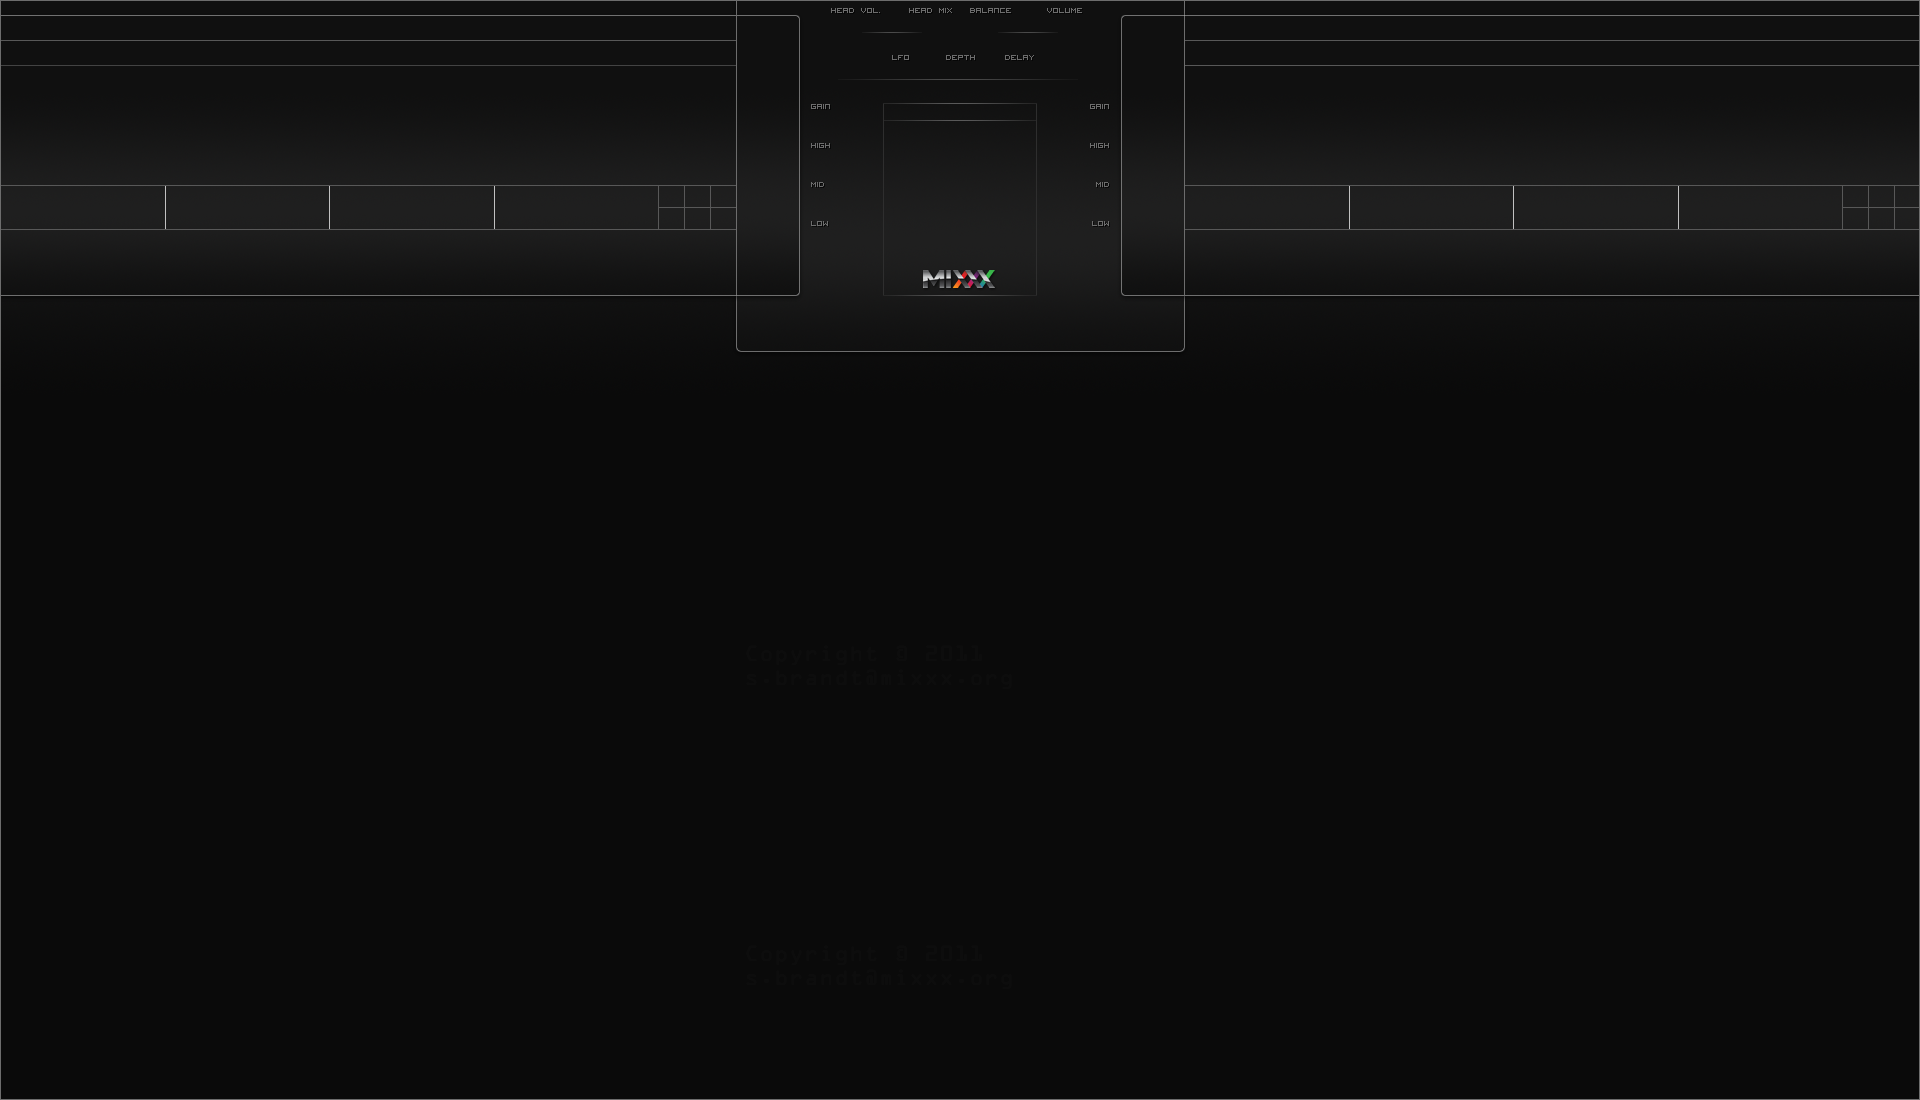 HEAD VOL. HEAD MIX BALANCE VOLUME
LFO DEPTH DELAY
GAIN GAIN
HIGH HIGH
MID MID
LOW LOW
MIXXX
Copyright © 2011
s.brandt@mixxx.org
Copyright © 2011
s.brandt@mixxx.org